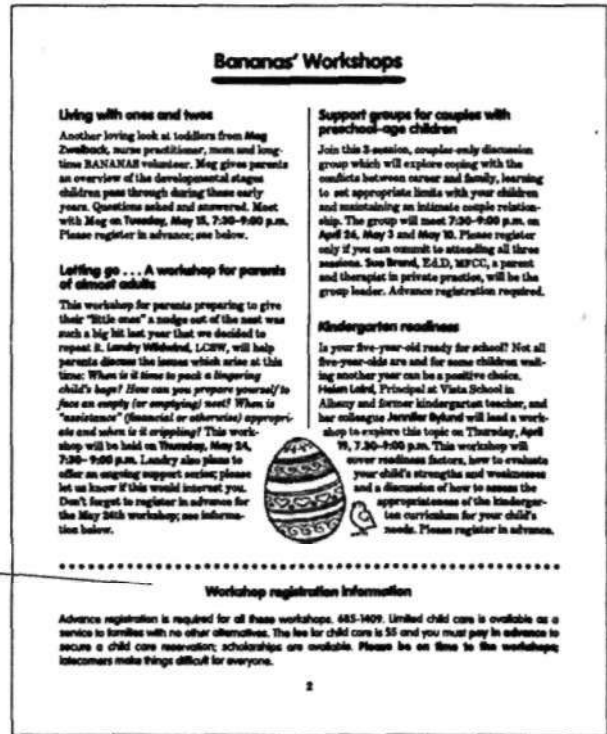 Bananas' Workshops
Living with ones and twos
Another loving look at toddlers from Meg
Zweiback, nurse practitioner, mom and long-
time BANANAS volunteer. Meg gives parents
an overview of the developmental stages
children pass through during these early
years. Questions asked and answered. Meet
with Meg on Tuesday, May 15, 7:30-9:00 p.m.
Please register in advance; see below.
Letting go . . . A workshop for parents
of almost adults
This workshop for parents preparing to give
their "little ones" a nudge out of the nest was
such a big hit last year that we decided to
repeat it. Landry Wildwind, LCSW, will help
parents discuss the issues which arise at this
time: When is it time to pack a lingering
child's bags? How can you prepare yourself to
face an empty (or emptying) nest? When is
"assistance" (financial or otherwise) appropri-
ate and when is it crippling? This work-
shop will be held on Thursday, May 24,
7:30- 9:00 p.m. Landry also plans to
offer an ongoing support series; please
let us know if this would interest you.
Don't forget to register in advance for
the May 24th workshop; see informa-
tion below.
Support groups for couples with
preschool-age children
Join this 3-session, couples-only discussion
group which will explore coping with the
conflicts between career and family, learning
to set appropriate limits with your children
and maintaining an intimate couple relation-
ship. The group will meet 7:30-9:00 p.m. on
April 26, May 3 and May 10. Please register
only if you can commit to attending all three
sessions. Sue Brand, Ed.D, MFCC, a parent
and therapist in private practice, will be the
group leader. Advance registration required.
Kindergarten readiness
Is your five-year-old ready for school? Not all
five-year-olds are and for some children wait-
ing another year can be a positive choice.
Helen Laird, Principal at Vista School in
Albany and former kindergarten teacher, and
her colleague Jennifer Bylund will lead a work-
shop to explore this topic on Thursday, April
19, 7:30-9:00 p.m. This workshop will
cover readiness factors, how to evaluate
your child's strengths and weaknesses
and a discussion of how to assess the
appropriateness of the kindergar-
ten curriculum for your child's
needs. Please register in advance.
Workshop registration information
Advance registration is required for all these workshops. 685-1409. Limited child care is available as a
service to families with no other alternatives. The fee for child care is $5 and you must pay in advance to
secure a child care reservation; scholarships are available. Please be on time to the workshops;
latecomers make things difficult for everyone.
2